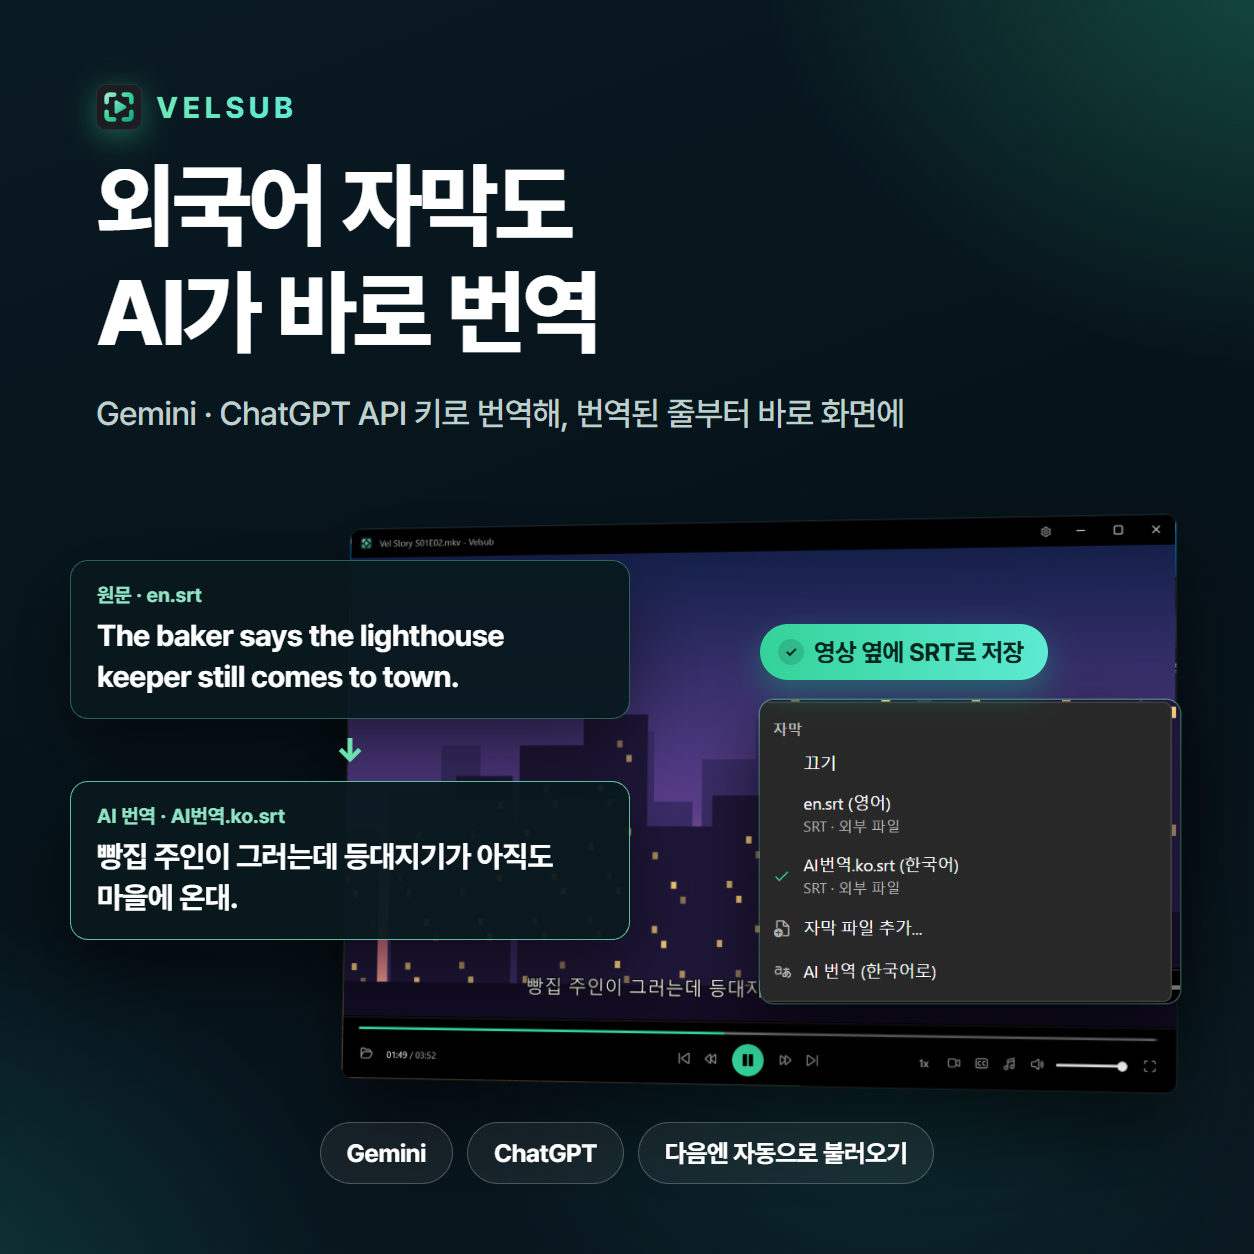 VELSUB
외국어 자막도
AI가 바로 번역
Gemini · ChatGPT API 키로 번역해, 번역된 줄부터 바로 화면에
Vel Story S01E02.mkv - Velsub
원문 · en.srt
The baker says the lighthouse
keeper still comes to town.
AI 번역 · AI번역.ko.srt
빵집 주인이 그러는데 등대지기가 아직도
마을에 온대.
영상 옆에 SRT로 저장
자막
끄기
en.srt (영어)
SRT · 외부 파일
AI번역.ko.srt (한국어)
SRT · 외부 파일
자막 파일 추가...
AI 번역 (한국어로)
빵집 주인이 그러는데 등대지
01:49 / 03:52
1x
CC
Gemini
ChatGPT
다음엔 자동으로 불러오기